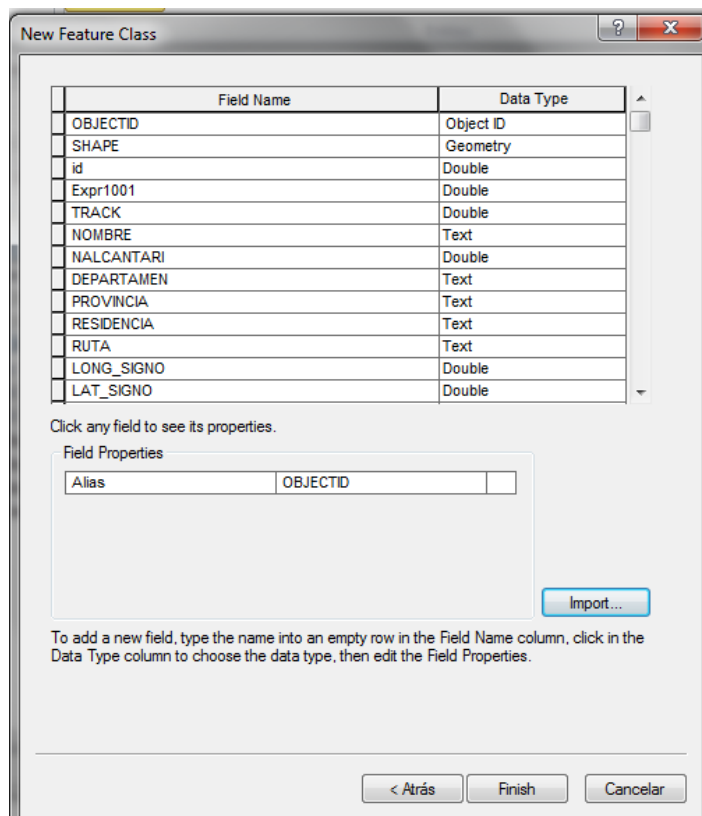 New Feature Class
Field Name Data Type
OBJECTID Object ID
SHAPE Geometry
id Double
Expr1001 Double
TRACK Double
NOMBRE Text
NALCANTARI Double
DEPARTAMEN Text
PROVINCIA Text
RESIDENCIA Text
RUTA Text
LONG_SIGNO Double
LAT_SIGNO Double
Click any field to see its properties.
Field Properties
Alias OBJECTID
Import...
To add a new field, type the name into an empty row in the Field Name column, click in the
Data Type column to choose the data type, then edit the Field Properties.
< Atrás Finish Cancelar